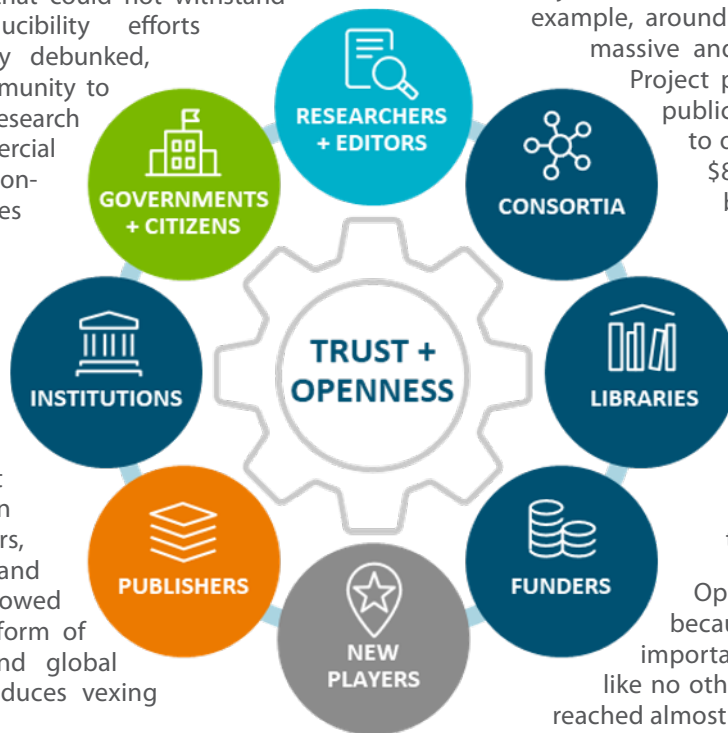 that could not withstand
ucibility efforts
y debunked,
munity to
esearch
ercial
on-
es
example, around
massive and
Project p
public
to c
$8
b
RESEARCHERS
+ EDITORS
CONSORTIA
LIBRARIES
FUNDERS
NEW
PLAYERS
PUBLISHERS
INSTITUTIONS
GOVERNMENTS
+ CITIZENS
TRUST +
OPENNESS
t
n
rs,
and
owed
form of
nd global
duces vexing
t
Op
becau
importa
like no oth
reached almost